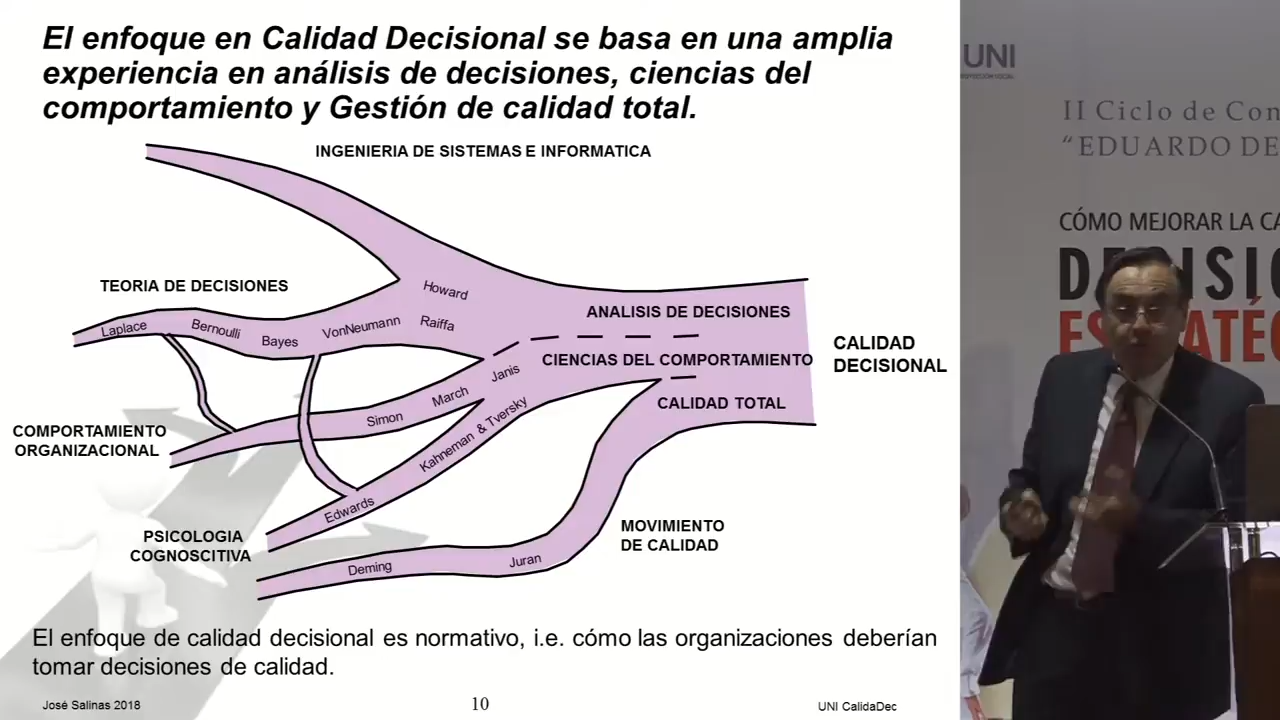 El enfoque en Calidad Decisional se basa en una amplia
experiencia en análisis de decisiones, ciencias del
comportamiento y Gestión de calidad total.
INGENIERIA DE SISTEMAS E INFORMATICA
TEORIA DE DECISIONES
Laplace
Bernoulli
Bayes
VonNeumann
Howard
Raiffa
ANALISIS DE DECISIONES
CIENCIAS DEL COMPORTAMIENTO
CALIDAD TOTAL
CALIDAD
DECISIONAL
COMPORTAMIENTO
ORGANIZACIONAL
Simon
March
Janis
Kahneman & Tversky
Edwards
PSICOLOGIA
COGNOSCITIVA
Deming
Juran
MOVIMIENTO
DE CALIDAD
El enfoque de calidad decisional es normativo, i.e. cómo las organizaciones deberían
tomar decisiones de calidad.
José Salinas 2018
10
UNI CalidaDec
UNI
II Ciclo de Con
“EDUARDO DE
CÓMO MEJORAR LA CA